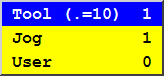 Tool (.=10) 1
Jog 1
User 0